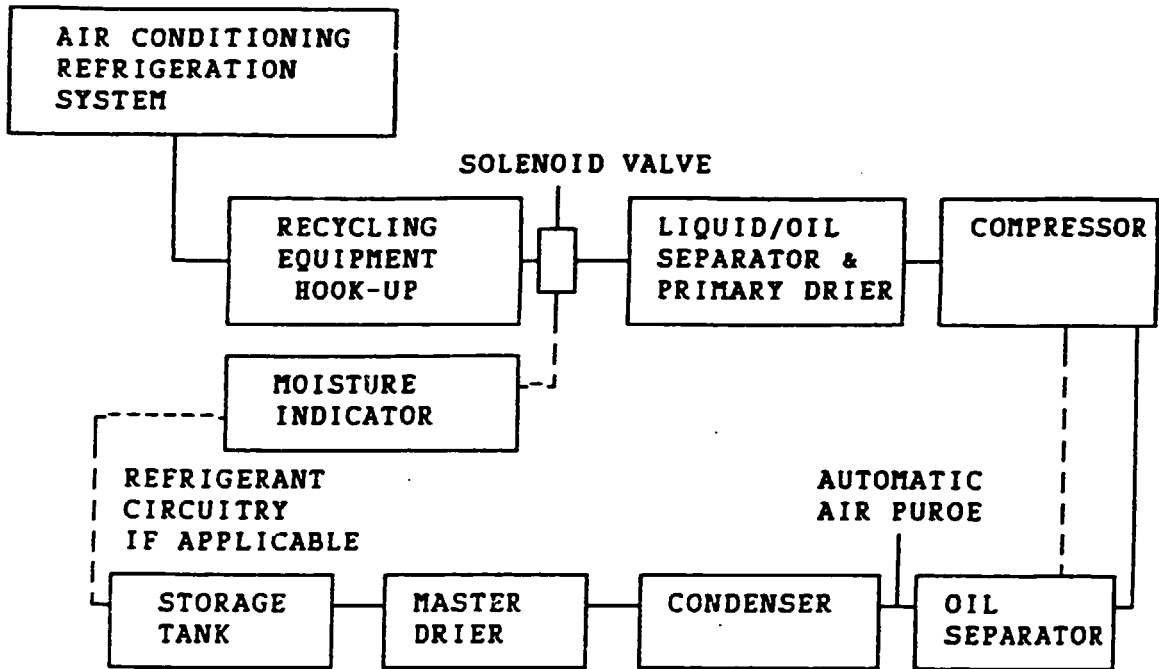 AIR CONDITIONING
REFRIGERATION
SYSTEM
SOLENOID VALVE
RECYCLING
EQUIPMENT
HOOK-UP
LIQUID/OIL
SEPARATOR &
PRIMARY DRIER
COMPRESSOR
MOISTURE
INDICATOR
REFRIGERANT
CIRCUITRY
IF APPLICABLE
AUTOMATIC
AIR PUROE
STORAGE
TANK
MASTER
DRIER
CONDENSER
OIL
SEPARATOR